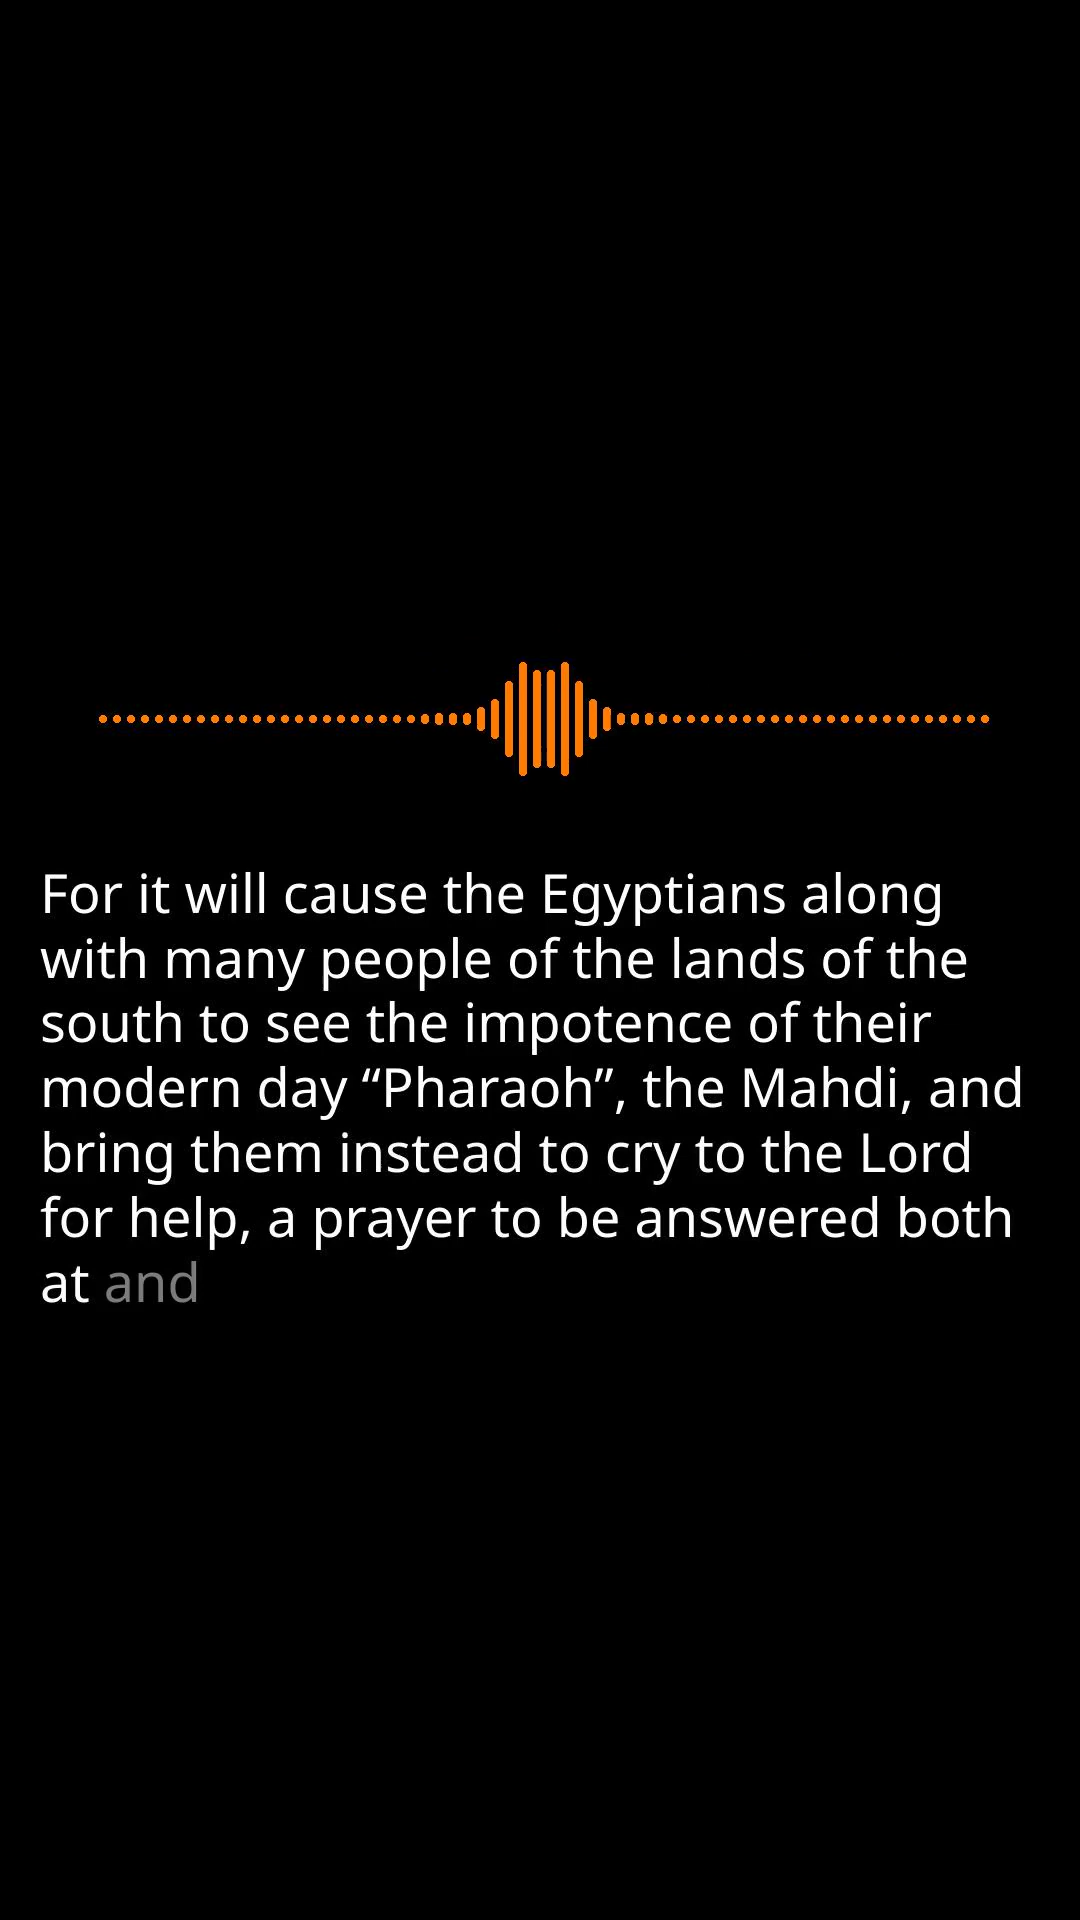 For it will cause the Egyptians along
with many people of the lands of the
south to see the impotence of their
modern day “Pharaoh”, the Mahdi, and
bring them instead to cry to the Lord
for help, a prayer to be answered both
at and